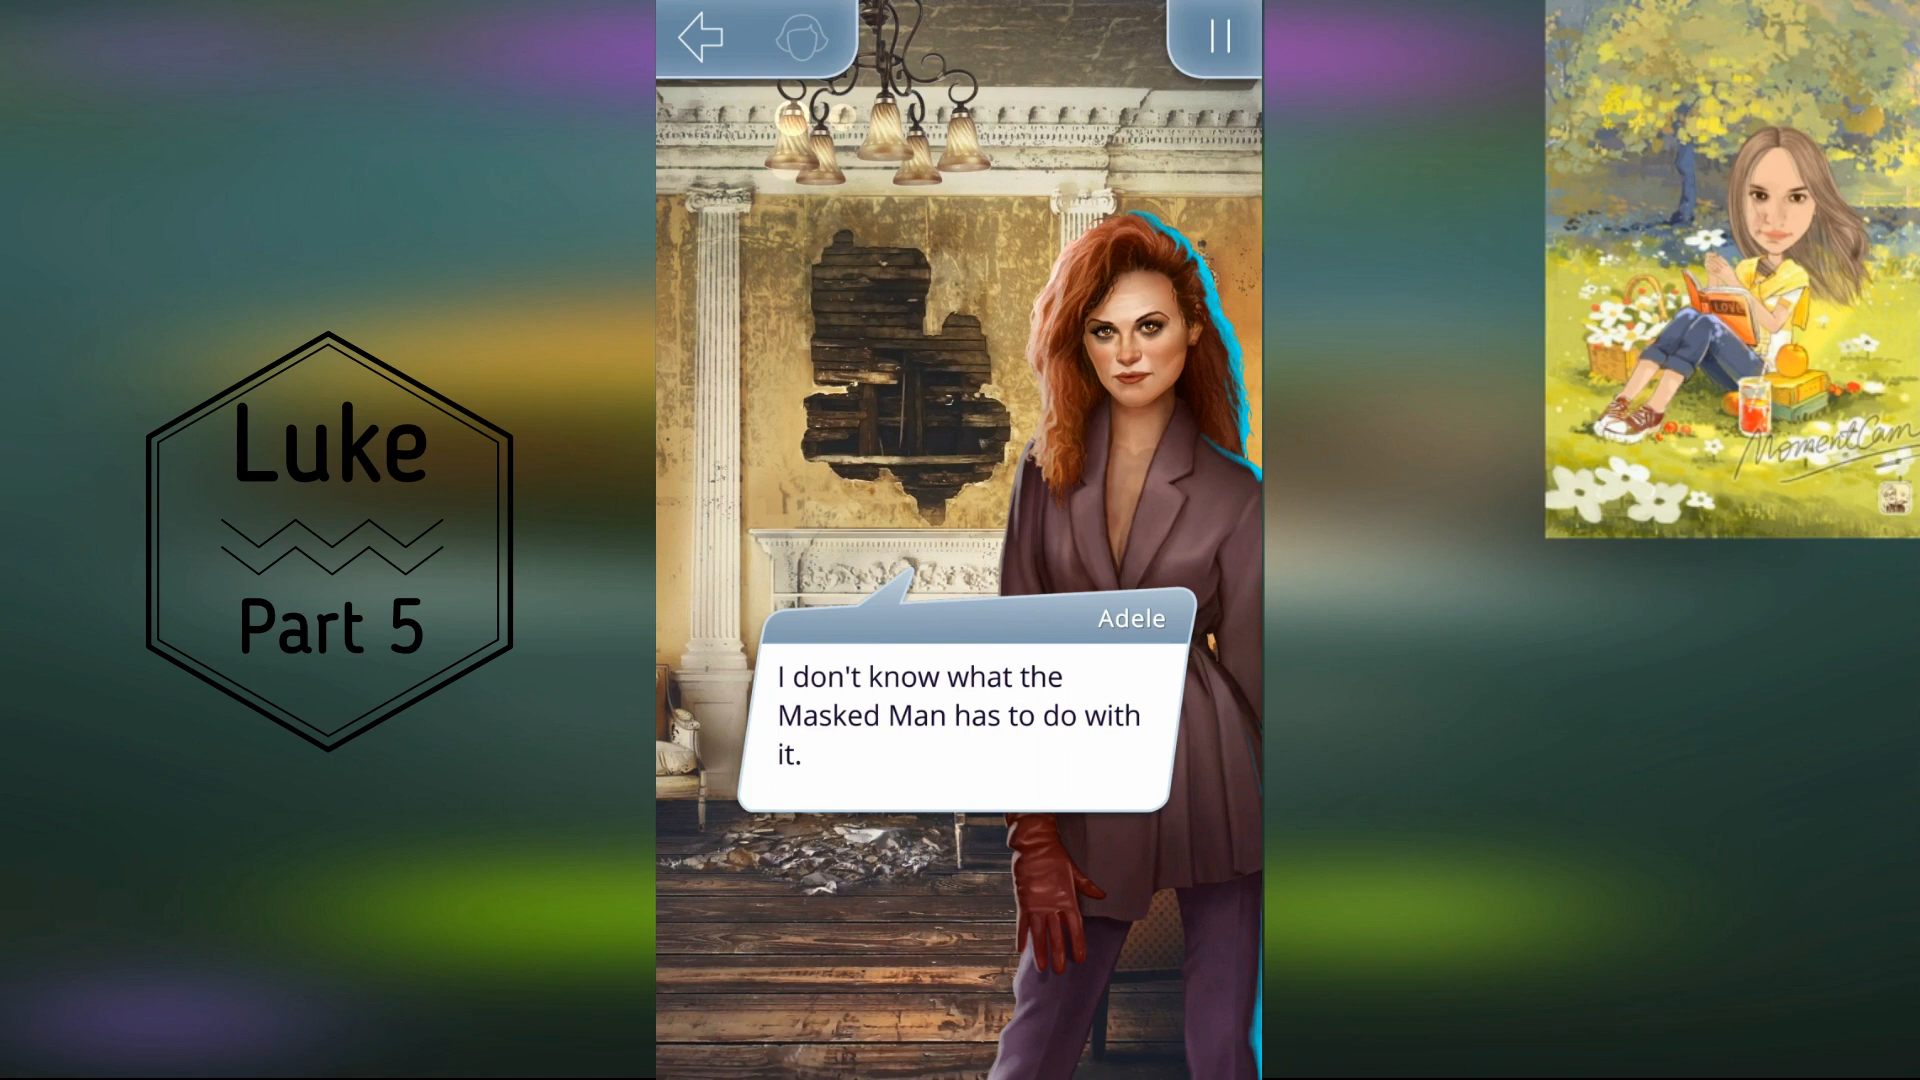 Luke
Part 5
Adele
I don't know what the
Masked Man has to do with
it.
LOVE
MomentCam